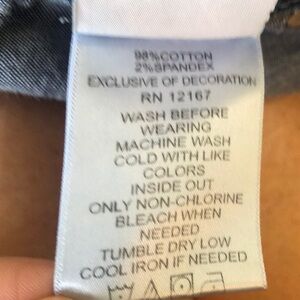 98%COTTON
2%SPANDEX
EXCLUSIVE OF DECORATION
RN 12167
WASH BEFORE
WEARING
MACHINE WASH
COLD WITH LIKE
COLORS
INSIDE OUT
ONLY NON-CHLORINE
BLEACH WHEN
NEEDED
TUMBLE DRY LOW
COOL IRON IF NEEDED